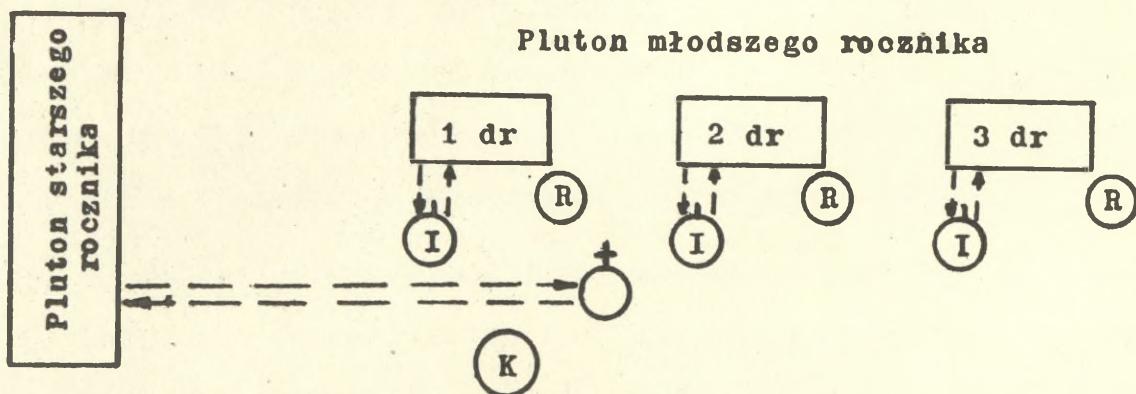 Pluton starszego
rocznika
Pluton młodszego rocznika
1 dr
2 dr
3 dr
R
R
R
I
I
I
K